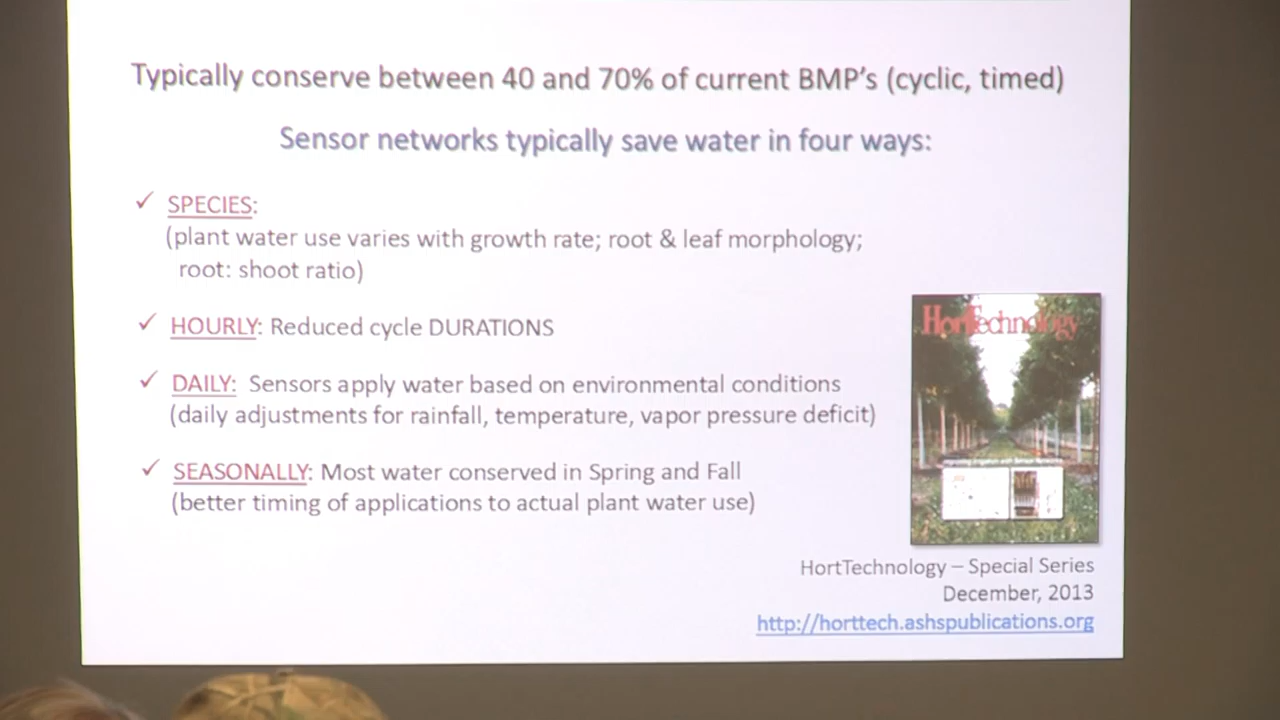 Typically conserve between 40 and 70% of current BMP's (cyclic, timed)
Sensor networks typically save water in four ways:
✓ SPECIES:
(plant water use varies with growth rate; root & leaf morphology;
root: shoot ratio)
✓ HOURLY: Reduced cycle DURATIONS
✓ DAILY: Sensors apply water based on environmental conditions
(daily adjustments for rainfall, temperature, vapor pressure deficit)
✓ SEASONALLY: Most water conserved in Spring and Fall
(better timing of applications to actual plant water use)
HortTechnology
HortTechnology – Special Series
December, 2013
http://horttech.ashspublications.org